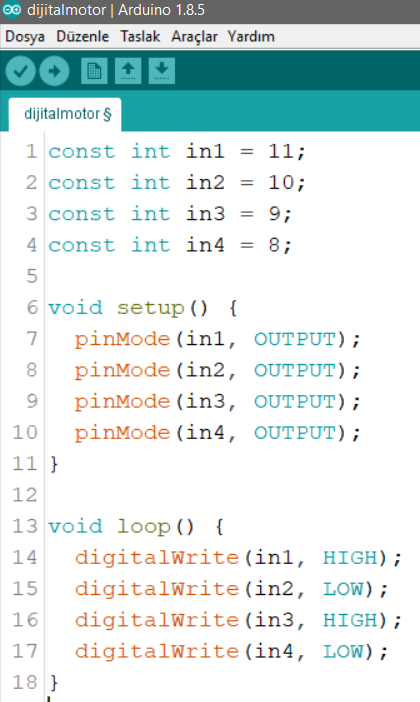 dijitalmotor | Arduino 1.8.5
Dosya Düzenle Taslak Araçlar Yardım
dijitalmotor §
1 const int in1 = 11;
2 const int in2 = 10;
3 const int in3 = 9;
4 const int in4 = 8;
5
6 void setup() {
7   pinMode(in1, OUTPUT);
8   pinMode(in2, OUTPUT);
9   pinMode(in3, OUTPUT);
10   pinMode(in4, OUTPUT);
11 }
12
13 void loop() {
14   digitalWrite(in1, HIGH);
15   digitalWrite(in2, LOW);
16   digitalWrite(in3, HIGH);
17   digitalWrite(in4, LOW);
18 }